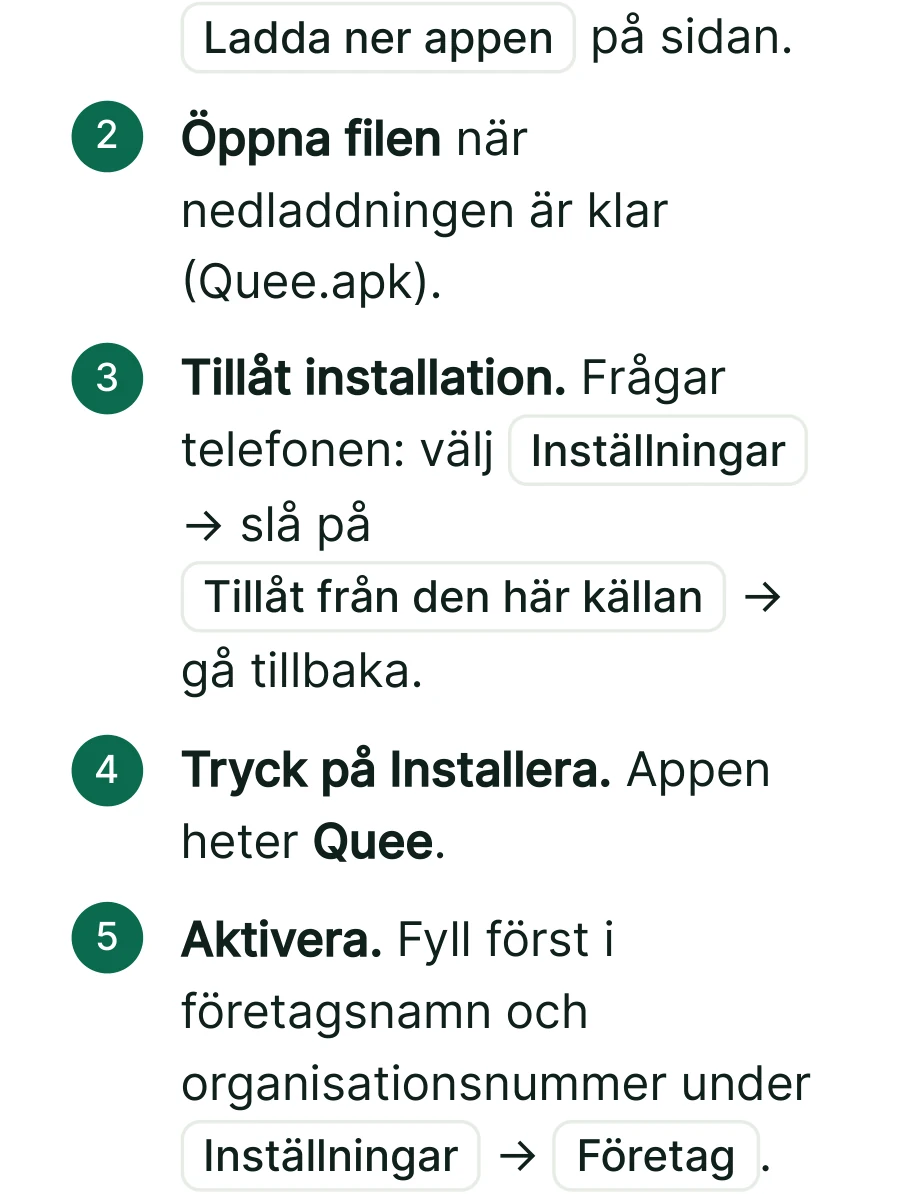 Ladda ner appen på sidan.
2 Öppna filen när
nedladdningen är klar
(Quee.apk).
3 Tillåt installation. Frågar
telefonen: välj Inställningar
→ slå på
Tillåt från den här källan →
gå tillbaka.
4 Tryck på Installera. Appen
heter Quee.
5 Aktivera. Fyll först i
företagsnamn och
organisationsnummer under
Inställningar → Företag.